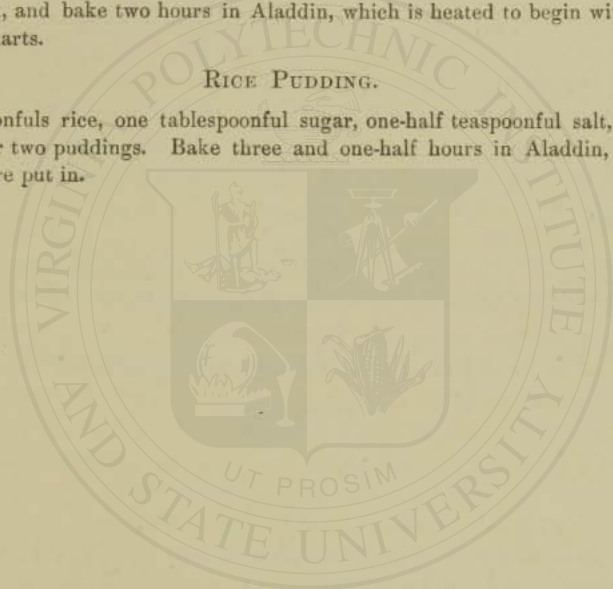 , and bake two hours in Aladdin, which is heated to begin wi
arts.
RICE PUDDING.
nfuls rice, one tablespoonful sugar, one-half teaspoonful salt,
two puddings. Bake three and one-half hours in Aladdin,
e put in.
VIRGINIA POLYTECHNIC INSTITUTE
AND STATE UNIVERSITY
UT PROSIM